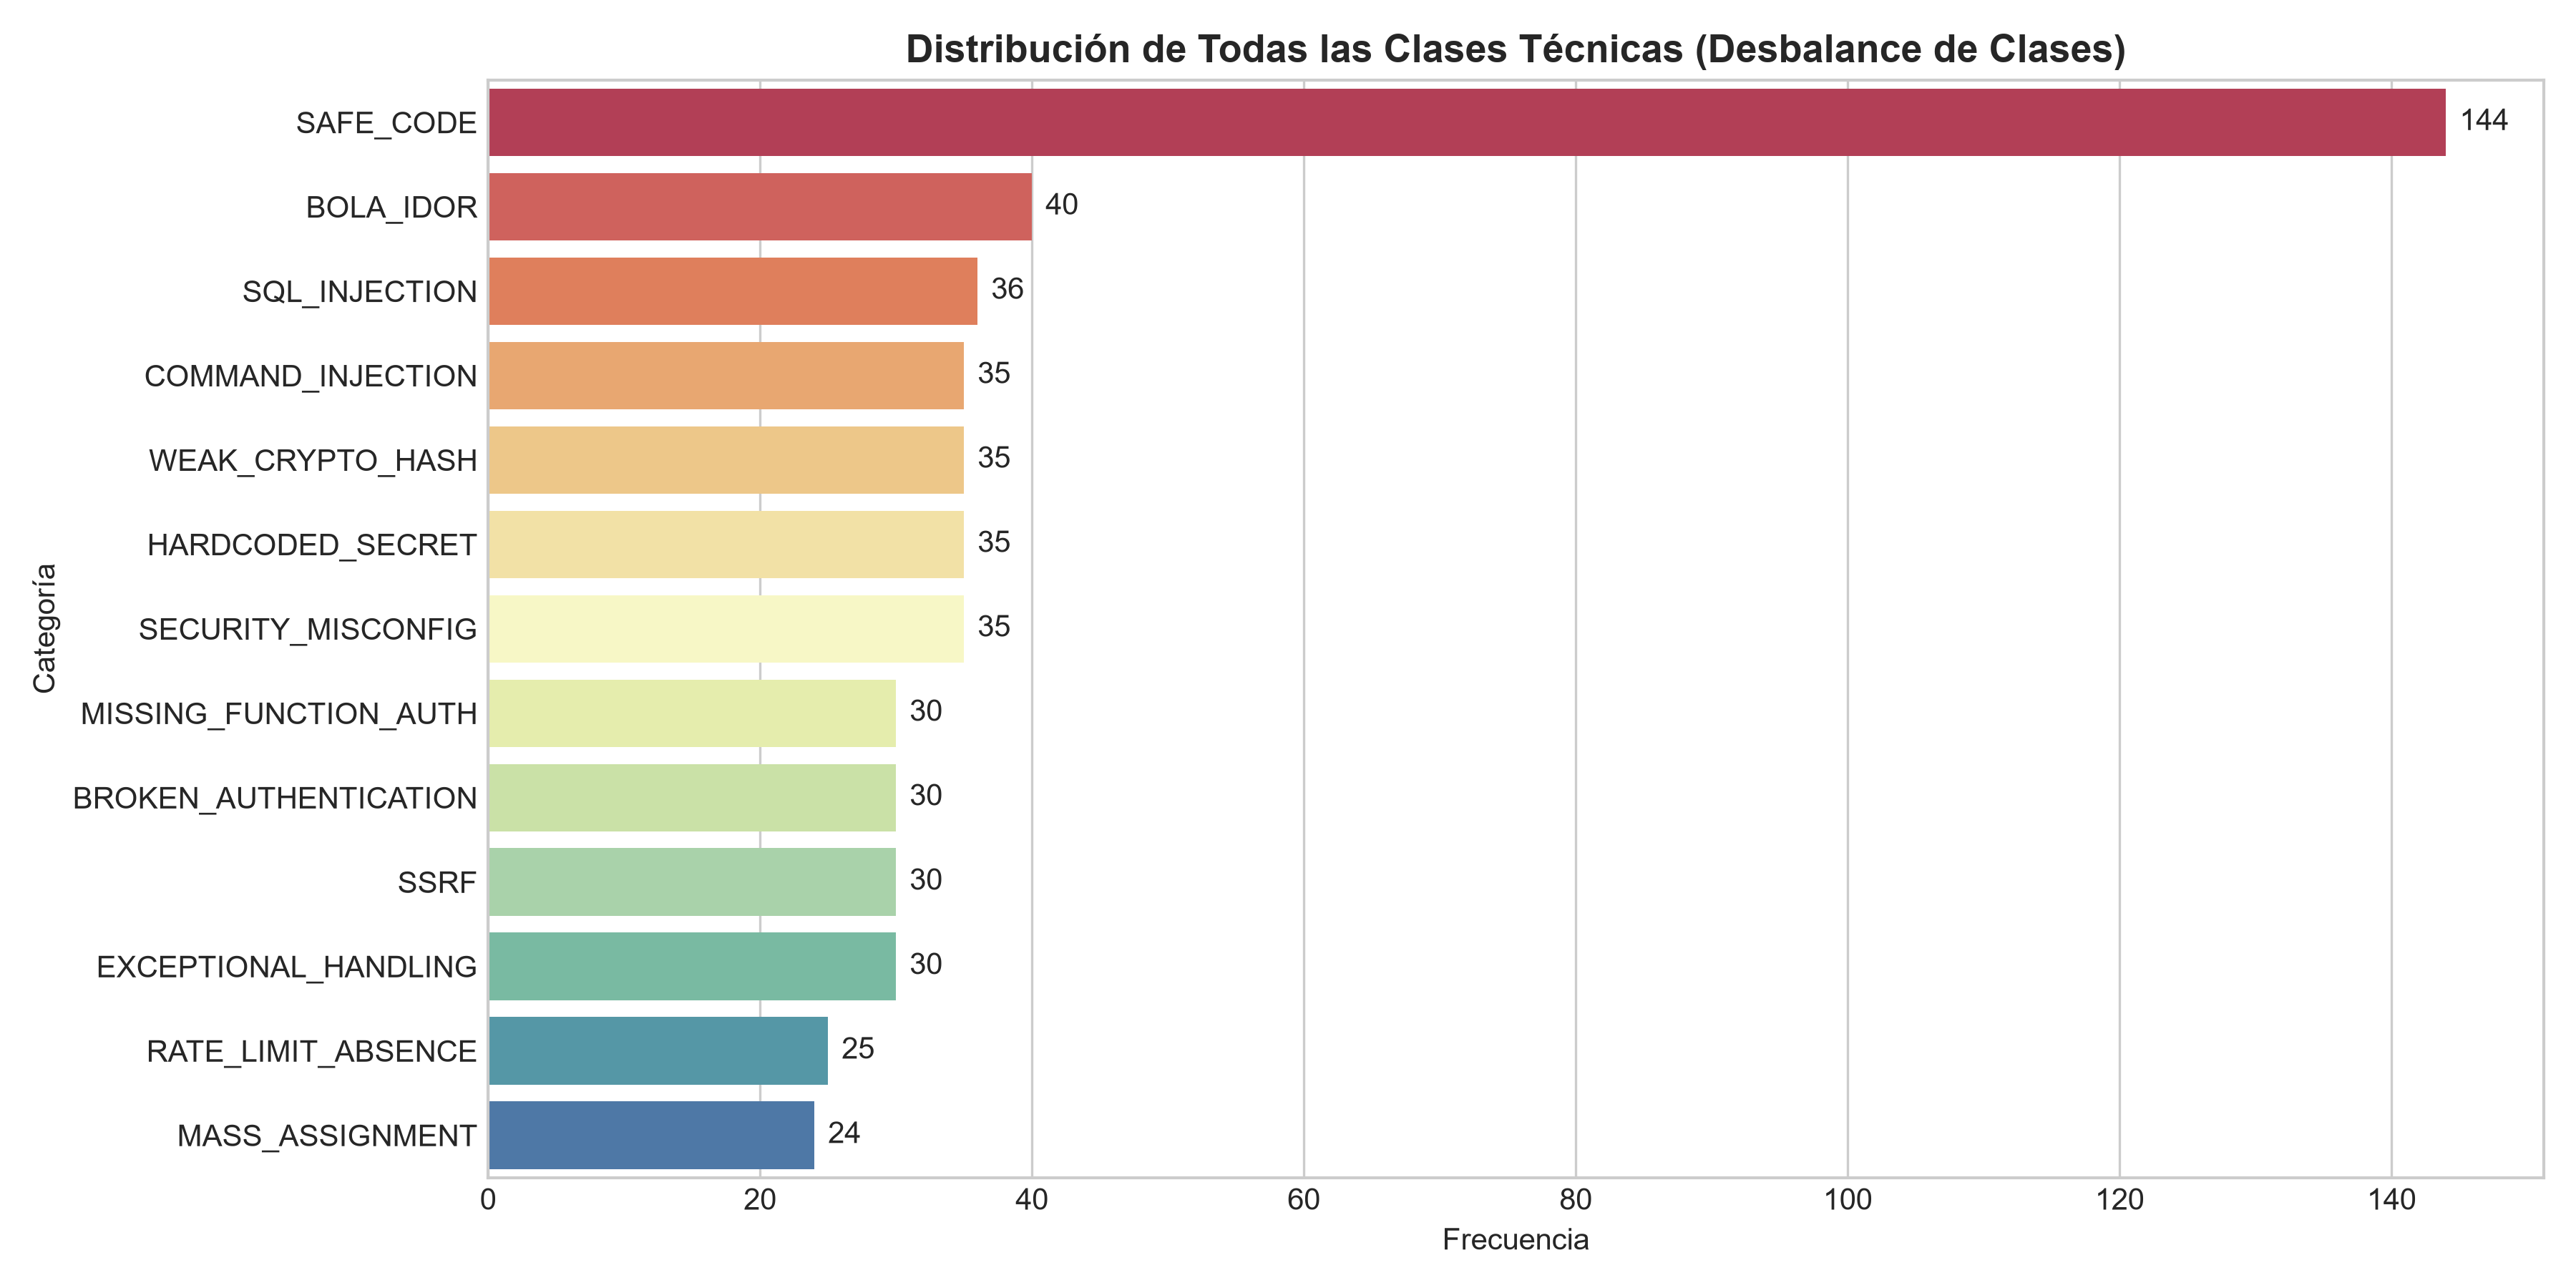 Distribución de Todas las Clases Técnicas (Desbalance de Clases)
SAFE_CODE 144
BOLA_IDOR 40
SQL_INJECTION 36
COMMAND_INJECTION 35
WEAK_CRYPTO_HASH 35
HARDCODED_SECRET 35
SECURITY_MISCONFIG 35
MISSING_FUNCTION_AUTH 30
BROKEN_AUTHENTICATION 30
SSRF 30
EXCEPTIONAL_HANDLING 30
RATE_LIMIT_ABSENCE 25
MASS_ASSIGNMENT 24
Categoría
0 20 40 60 80 100 120 140
Frecuencia